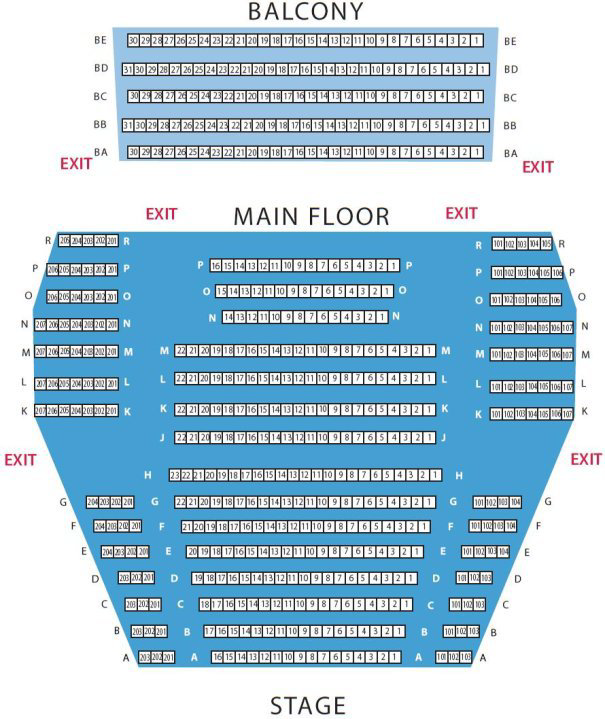 BALCONY
BE 30 29 28 27 26 25 24 23 22 21 20 19 18 17 16 15 14 13 12 11 10 9 8 7 6 5 4 3 2 1 BE
BD 31 30 29 28 27 26 25 24 23 22 21 20 19 18 17 16 15 14 13 12 11 10 9 8 7 6 5 4 3 2 1 BD
BC 30 29 28 27 26 25 24 23 22 21 20 19 18 17 16 15 14 13 12 11 10 9 8 7 6 5 4 3 2 1 BC
BB 31 30 29 28 27 26 25 24 23 22 21 20 19 18 17 16 15 14 13 12 11 10 9 8 7 6 5 4 3 2 1 BB
BA 30 29 28 27 26 25 24 23 22 21 20 19 18 17 16 15 14 13 12 11 10 9 8 7 6 5 4 3 2 1 BA
EXIT EXIT
EXIT MAIN FLOOR EXIT
R 205 204 203 202 201 R R 101 102 103 104 105 R
P 206 205 204 203 202 201 P P 16 15 14 13 12 11 10 9 8 7 6 5 4 3 2 1 P P 101 102 103 104 105 106 P
O 206 205 204 203 202 201 O O 15 14 13 12 11 10 9 8 7 6 5 4 3 2 1 O O 101 102 103 104 105 106 O
N 207 206 205 204 203 202 201 N N 14 13 12 11 10 9 8 7 6 5 4 3 2 1 N N 101 102 103 104 105 106 107 N
M 207 206 205 204 203 202 201 M M 22 21 20 19 18 17 16 15 14 13 12 11 10 9 8 7 6 5 4 3 2 1 M M 101 102 103 104 105 106 107 M
L 207 206 205 204 203 202 201 L L 22 21 20 19 18 17 16 15 14 13 12 11 10 9 8 7 6 5 4 3 2 1 L L 101 102 103 104 105 106 107 L
K 207 206 205 204 203 202 201 K K 22 21 20 19 18 17 16 15 14 13 12 11 10 9 8 7 6 5 4 3 2 1 K K 101 102 103 104 105 106 107 K
J 22 21 20 19 18 17 16 15 14 13 12 11 10 9 8 7 6 5 4 3 2 1 J
EXIT EXIT
H 23 22 21 20 19 18 17 16 15 14 13 12 11 10 9 8 7 6 5 4 3 2 1 H
G 204 203 202 201 G 22 21 20 19 18 17 16 15 14 13 12 11 10 9 8 7 6 5 4 3 2 1 G 101 102 103 104 G
F 204 203 202 201 F 21 20 19 18 17 16 15 14 13 12 11 10 9 8 7 6 5 4 3 2 1 F 101 102 103 104 F
E 204 203 202 201 E 20 19 18 17 16 15 14 13 12 11 10 9 8 7 6 5 4 3 2 1 E 101 102 103 104 E
D 203 202 201 D 19 18 17 16 15 14 13 12 11 10 9 8 7 6 5 4 3 2 1 D 101 102 103 D
C 203 202 201 C 18 17 16 15 14 13 12 11 10 9 8 7 6 5 4 3 2 1 C 101 102 103 C
B 203 202 201 B 17 16 15 14 13 12 11 10 9 8 7 6 5 4 3 2 1 B 101 102 103 B
A 203 202 201 A 16 15 14 13 12 11 10 9 8 7 6 5 4 3 2 1 A 101 102 103 A
STAGE